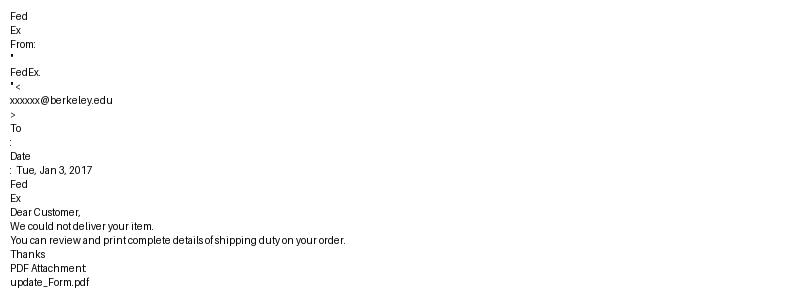 Fed
Ex
From:
"
FedEx.
" <
xxxxxx@berkeley.edu
>
To
:
Date
:  Tue, Jan 3, 2017
Fed
Ex
Dear Customer,
We could not deliver your item.
You can review and print complete details of shipping duty on your order.
Thanks
PDF Attachment:
update_Form.pdf